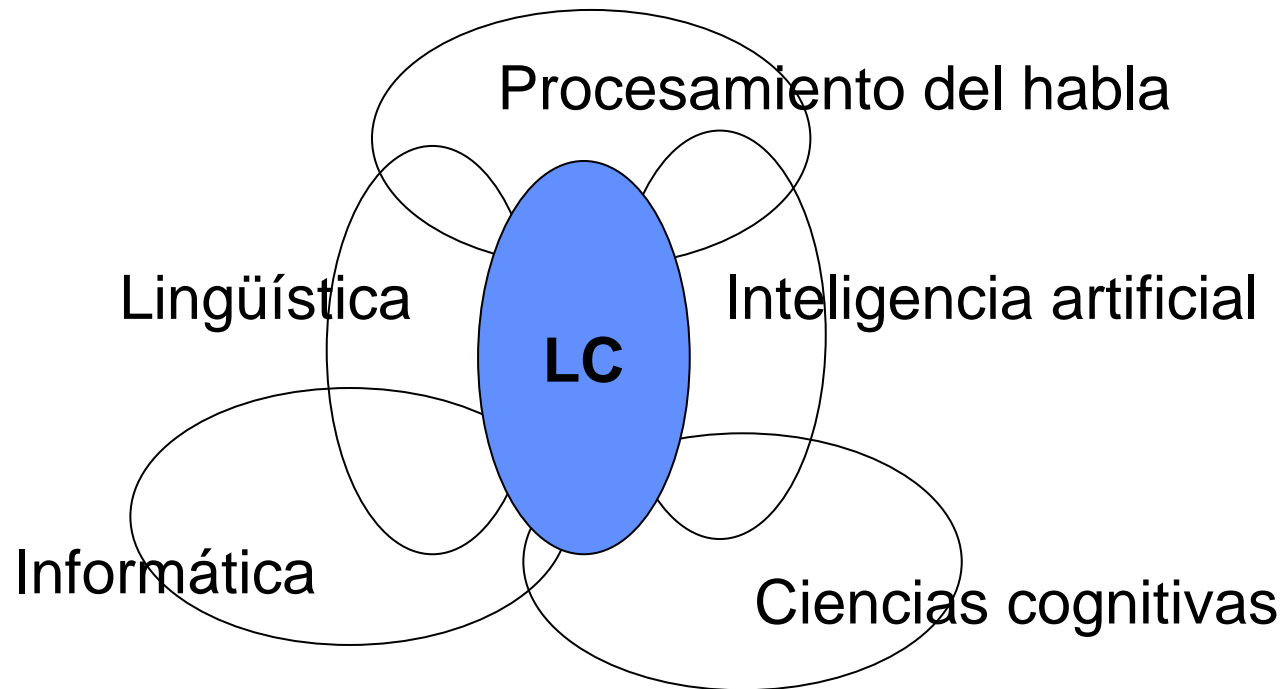 Procesamiento del habla
Lingüística
Inteligencia artificial
LC
Informática
Ciencias cognitivas